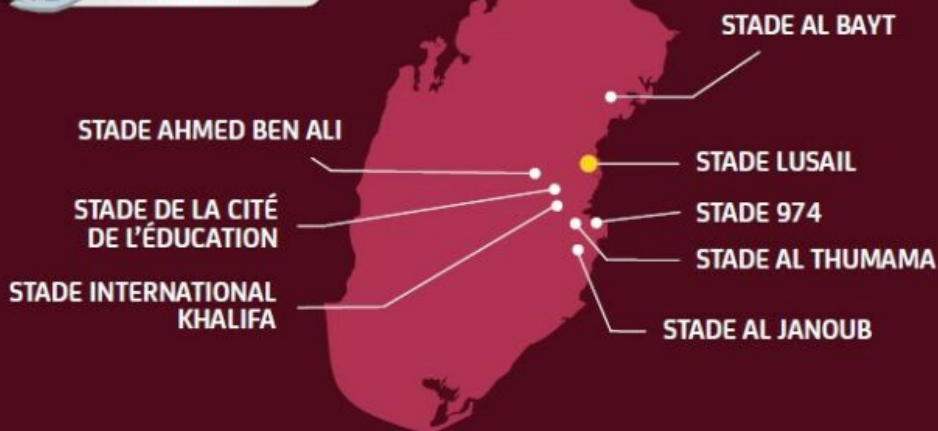 STADE AL BAYT
STADE AHMED BEN ALI
STADE LUSAIL
STADE DE LA CITÉ
DE L'ÉDUCATION
STADE 974
STADE AL THUMAMA
STADE INTERNATIONAL
KHALIFA
STADE AL JANOUB